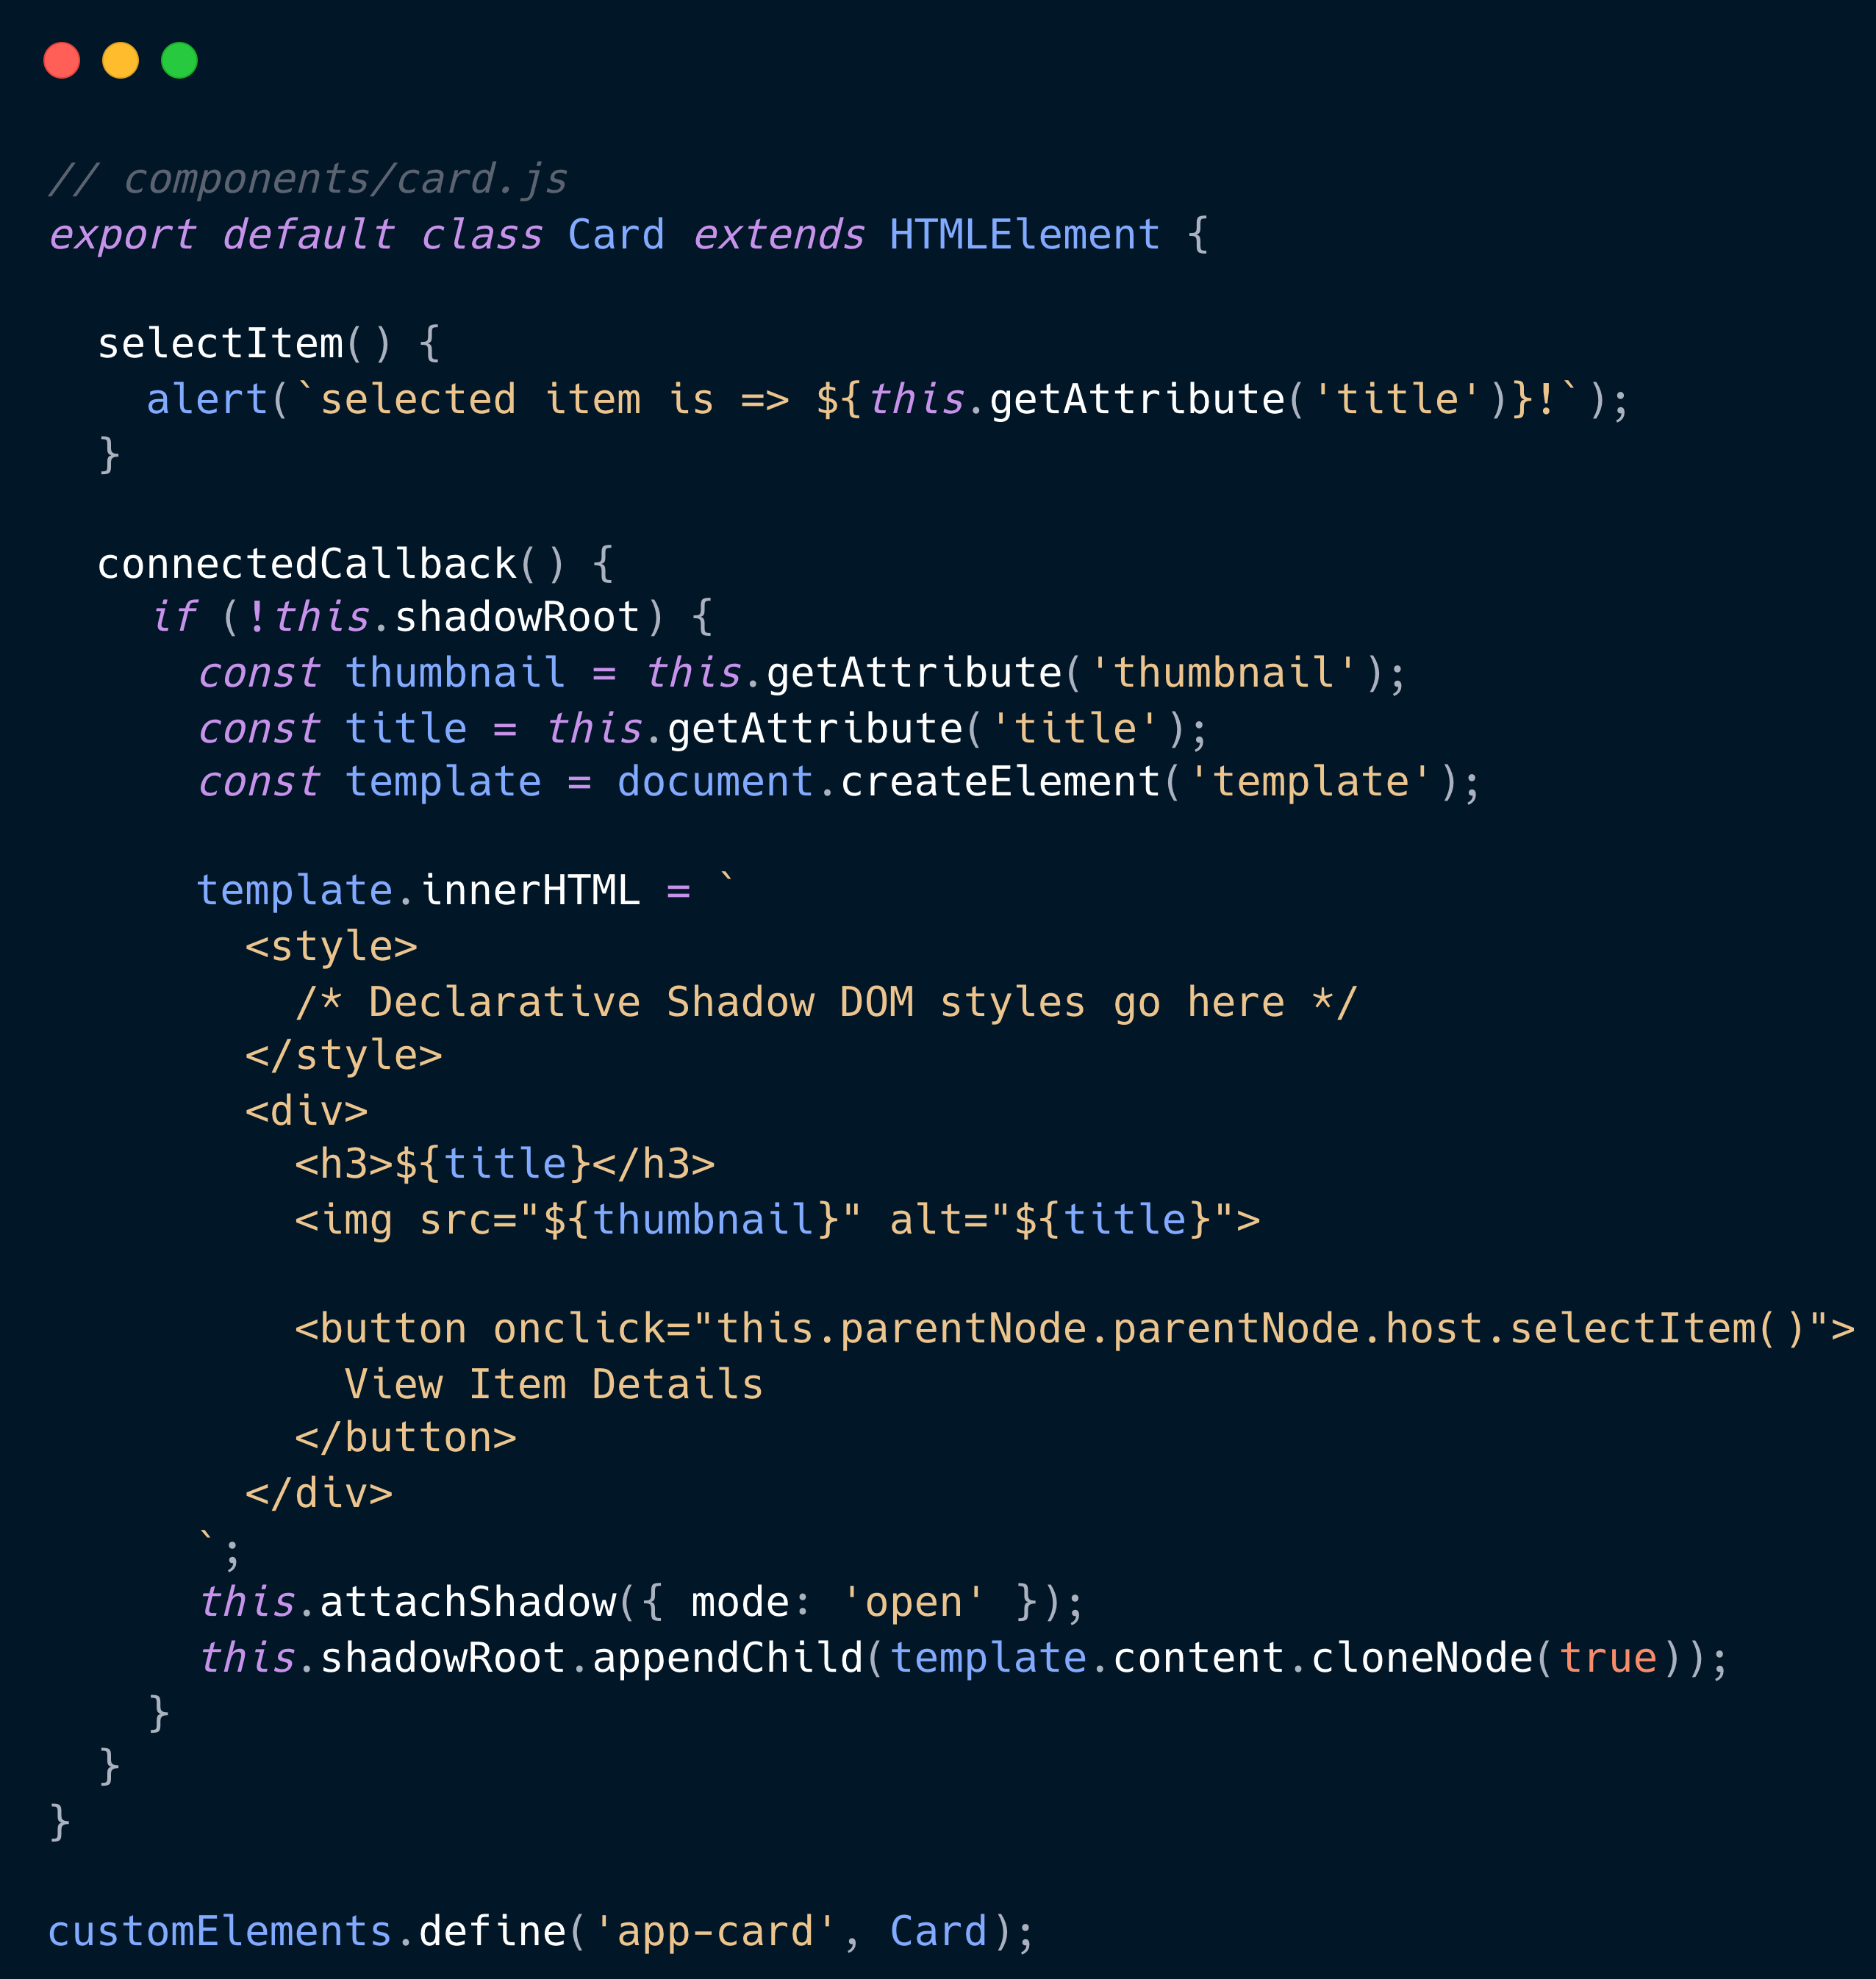 // components/card.js
export default class Card extends HTMLElement {

  selectItem() {
    alert(`selected item is => ${this.getAttribute('title')}!`);
  }

  connectedCallback() {
    if (!this.shadowRoot) {
      const thumbnail = this.getAttribute('thumbnail');
      const title = this.getAttribute('title');
      const template = document.createElement('template');

      template.innerHTML = `
        <style>
          /* Declarative Shadow DOM styles go here */
        </style>
        <div>
          <h3>${title}</h3>
          <img src="${thumbnail}" alt="${title}">

          <button onclick="this.parentNode.parentNode.host.selectItem()">
            View Item Details
          </button>
        </div>
      `;
      this.attachShadow({ mode: 'open' });
      this.shadowRoot.appendChild(template.content.cloneNode(true));
    }
  }
}

customElements.define('app-card', Card);